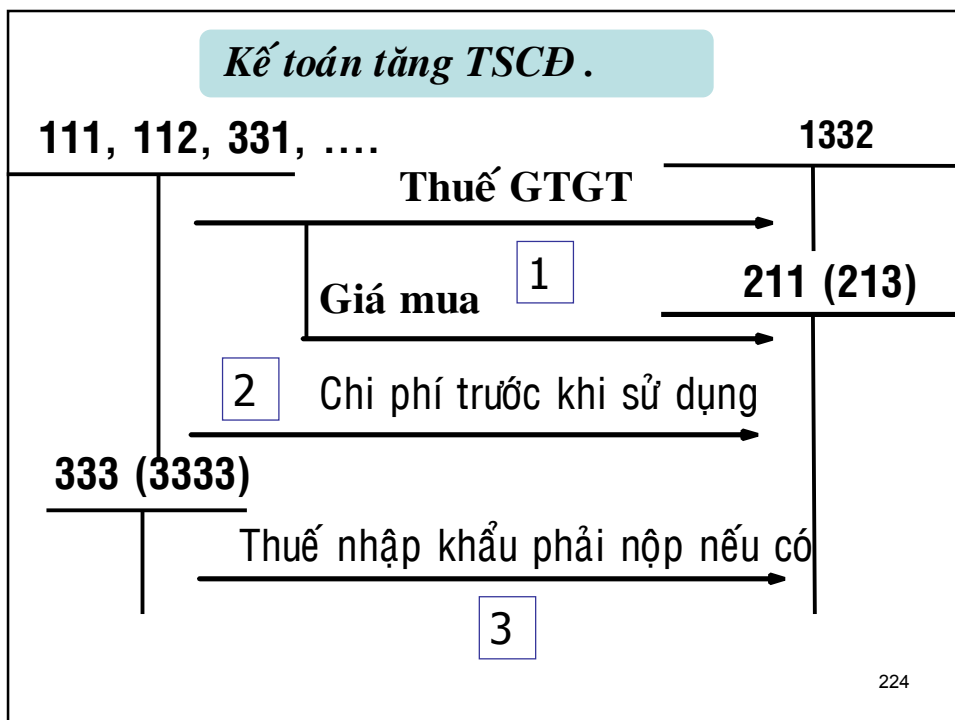 Kế toán tăng TSCĐ .
111, 112, 331, ....
1332
Thuế GTGT
1
211 (213)
Giá mua
2
Chi phí trước khi sử dụng
333 (3333)
Thuế nhập khẩu phải nộp nếu có
3
224